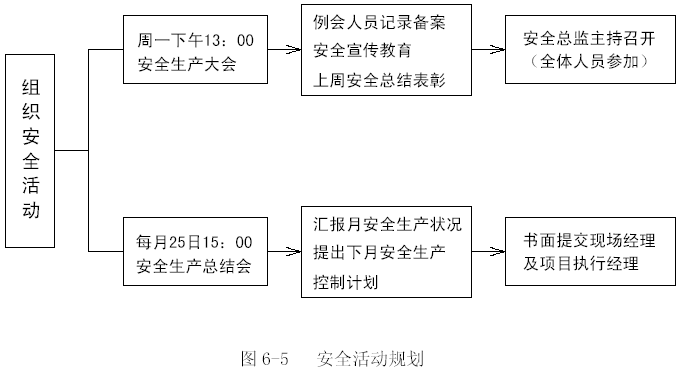 组织安全活动
周一下午13：00
安全生产大会
例会人员记录备案
安全宣传教育
上周安全总结表彰
安全总监主持召开
（全体人员参加）
每月25日15：00
安全生产总结会
汇报月安全生产状况
提出下月安全生产
控制计划
书面提交现场经理
及项目执行经理
图 6-5 安全活动规划